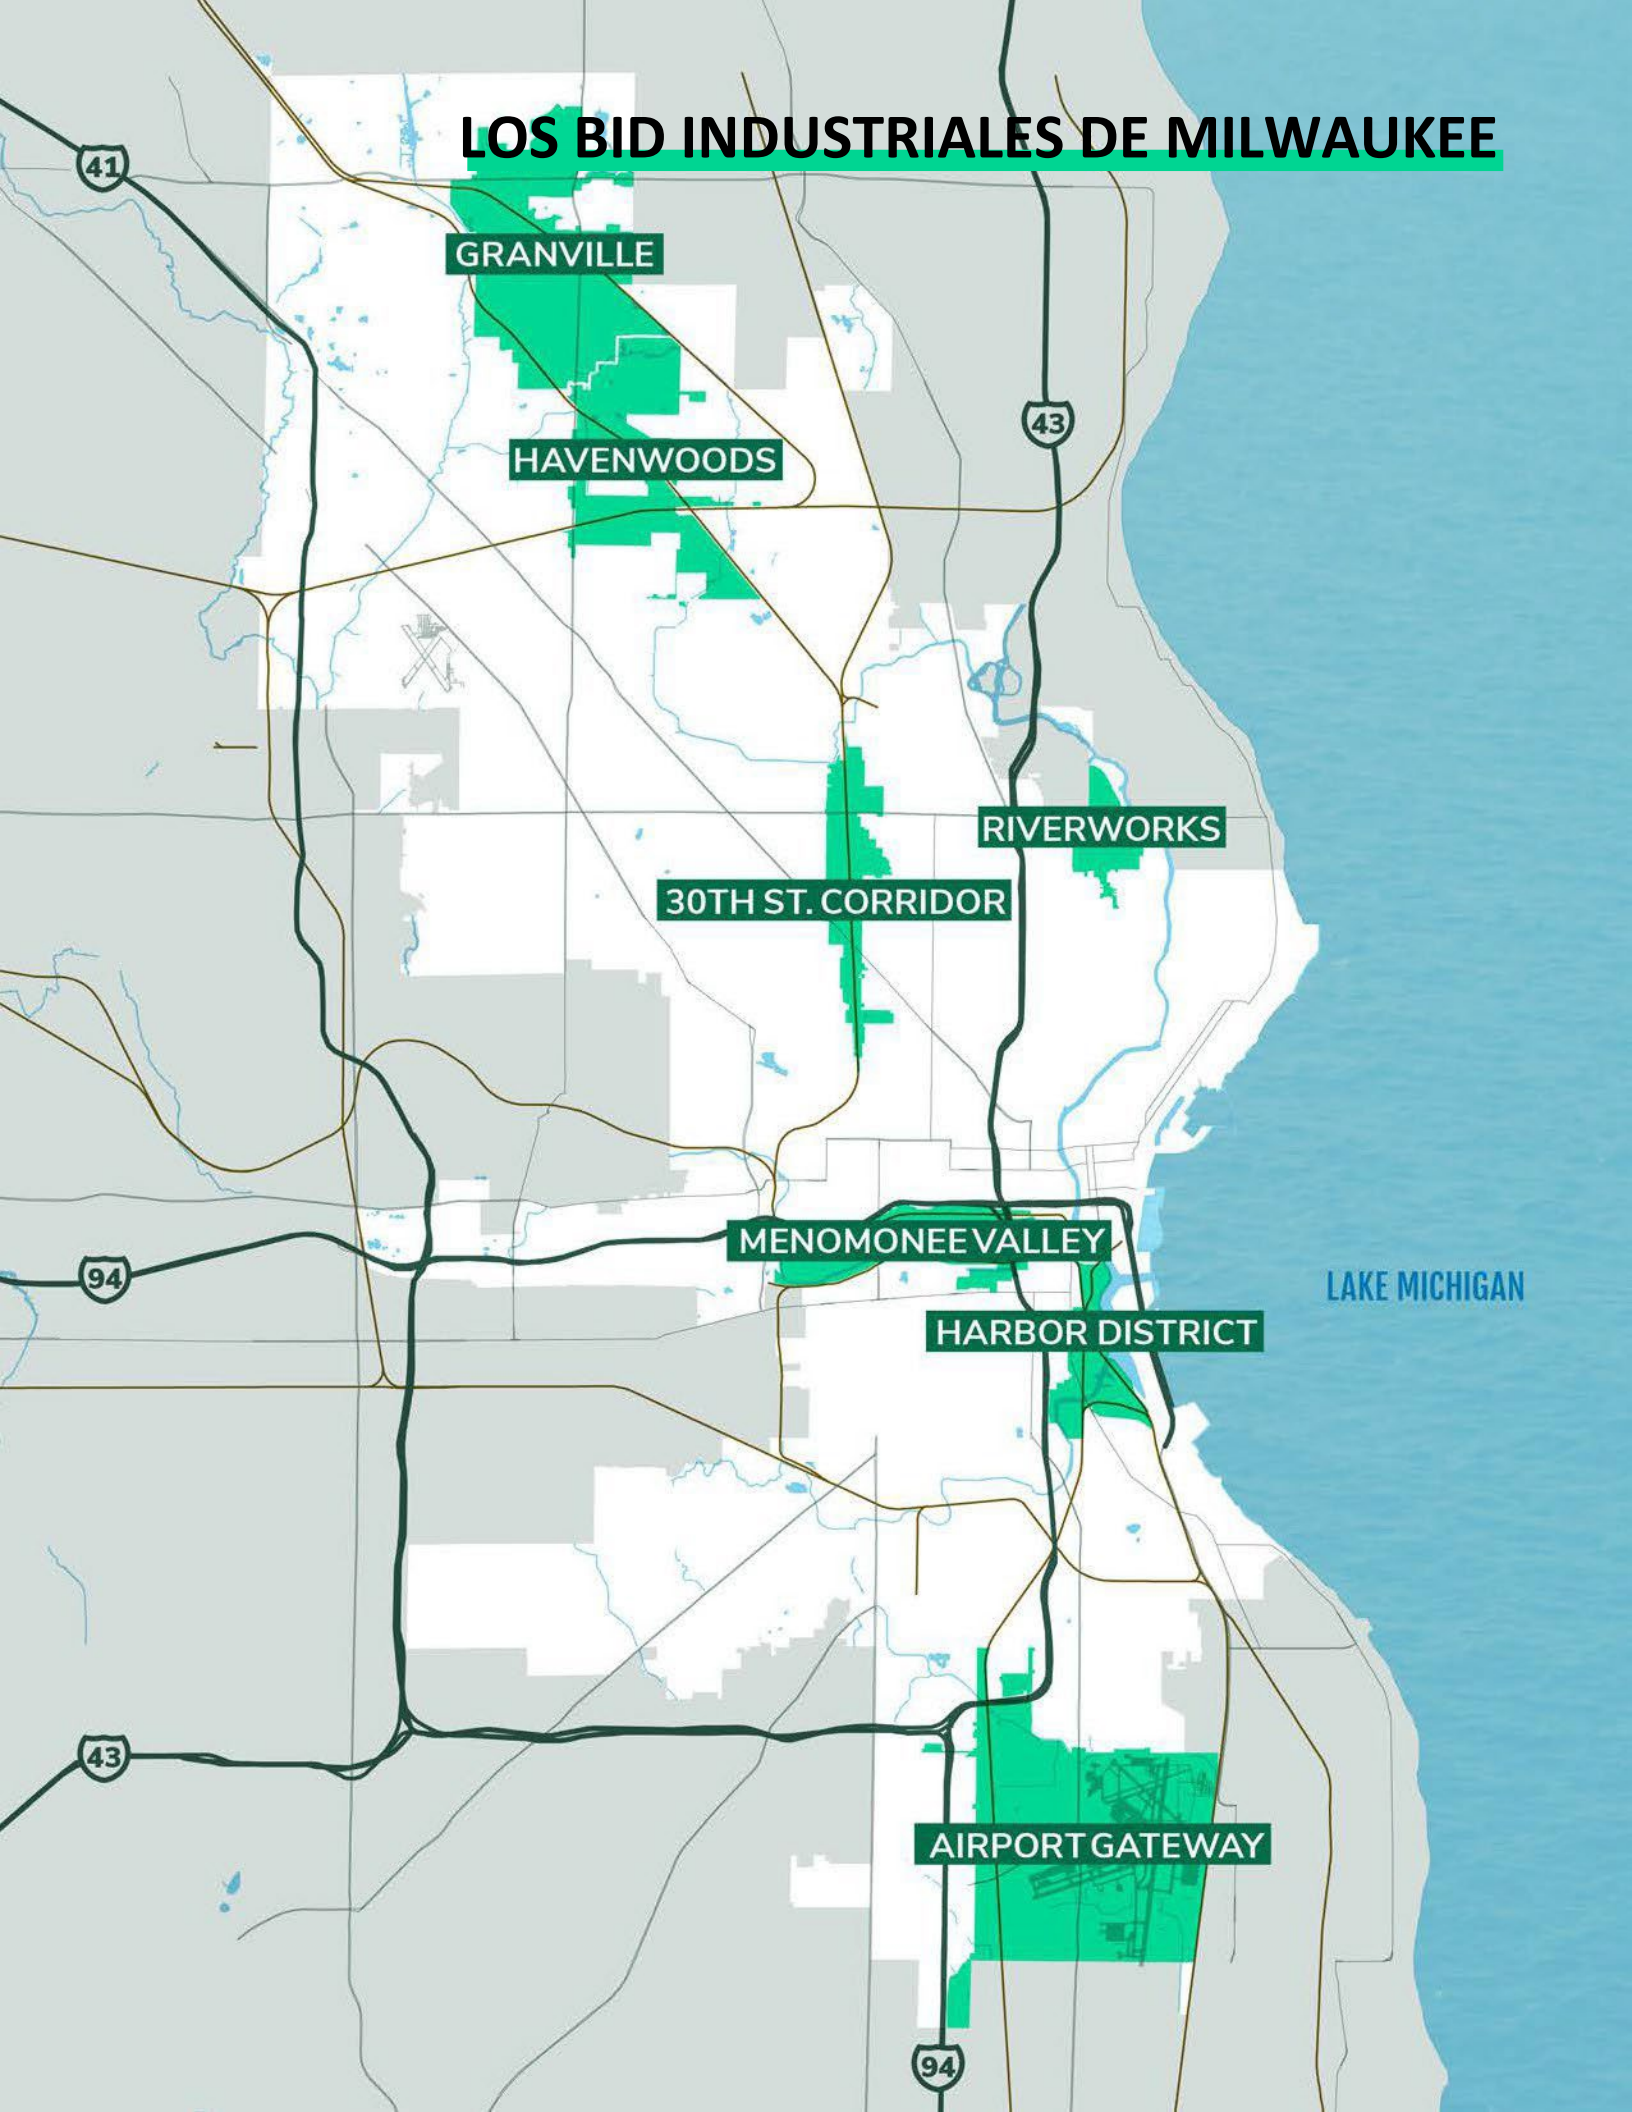 LOS BID INDUSTRIALES DE MILWAUKEE
41
GRANVILLE
43
HAVENWOODS
RIVERWORKS
30TH ST. CORRIDOR
MENOMONEE VALLEY
94
LAKE MICHIGAN
HARBOR DISTRICT
43
AIRPORT GATEWAY
94